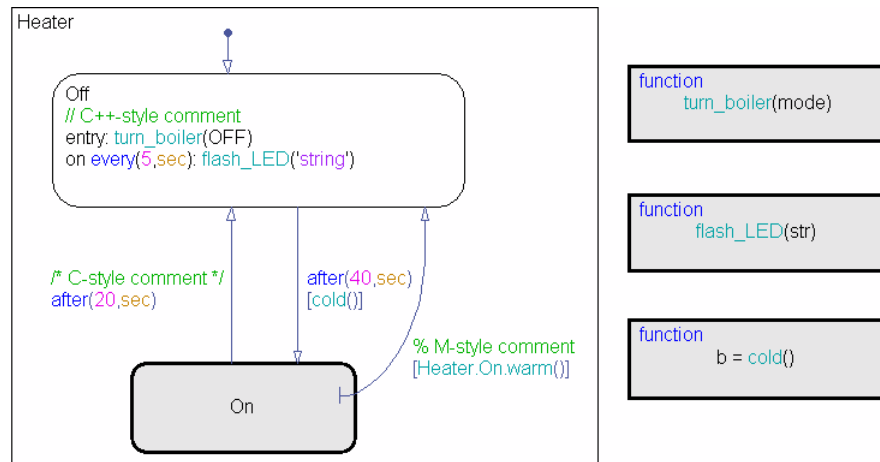 Heater
Off
// C++-style comment
entry: turn_boiler(OFF)
on every(5,sec): flash_LED('string')
/* C-style comment */
after(20,sec)
after(40,sec)
[cold()]
% M-style comment
[Heater.On.warm()]
On
function
turn_boiler(mode)
function
flash_LED(str)
function
b = cold()